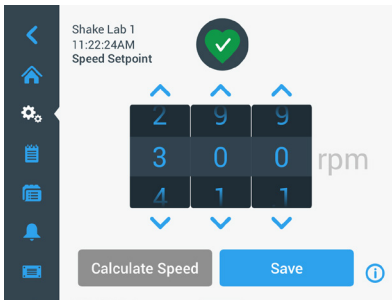 Shake Lab 1
11:22:24AM
Speed Setpoint
2 9 9
3 0 0 rpm
4 1 1
Calculate Speed Save